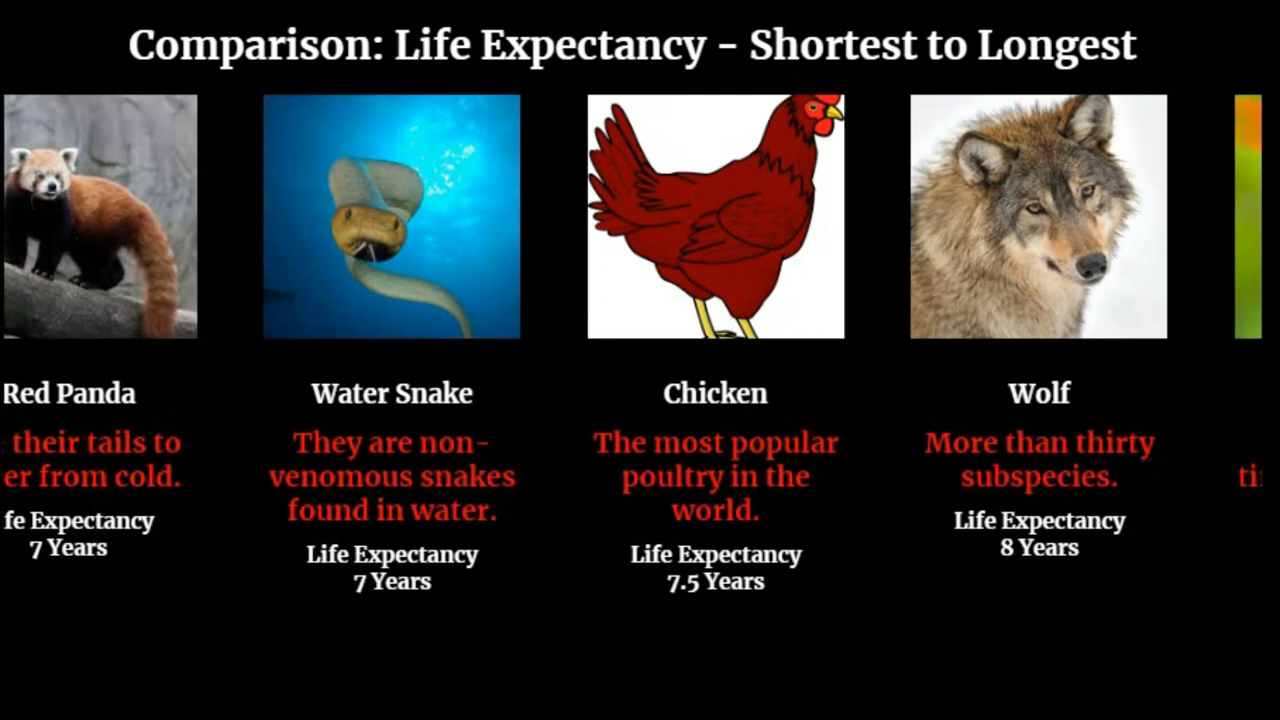 Comparison: Life Expectancy - Shortest to Longest
Red Panda
their tails to
er from cold.
fe Expectancy
7 Years
Water Snake
They are non-
venomous snakes
found in water.
Life Expectancy
7 Years
Chicken
The most popular
poultry in the
world.
Life Expectancy
7.5 Years
Wolf
More than thirty
subspecies.
Life Expectancy
8 Years